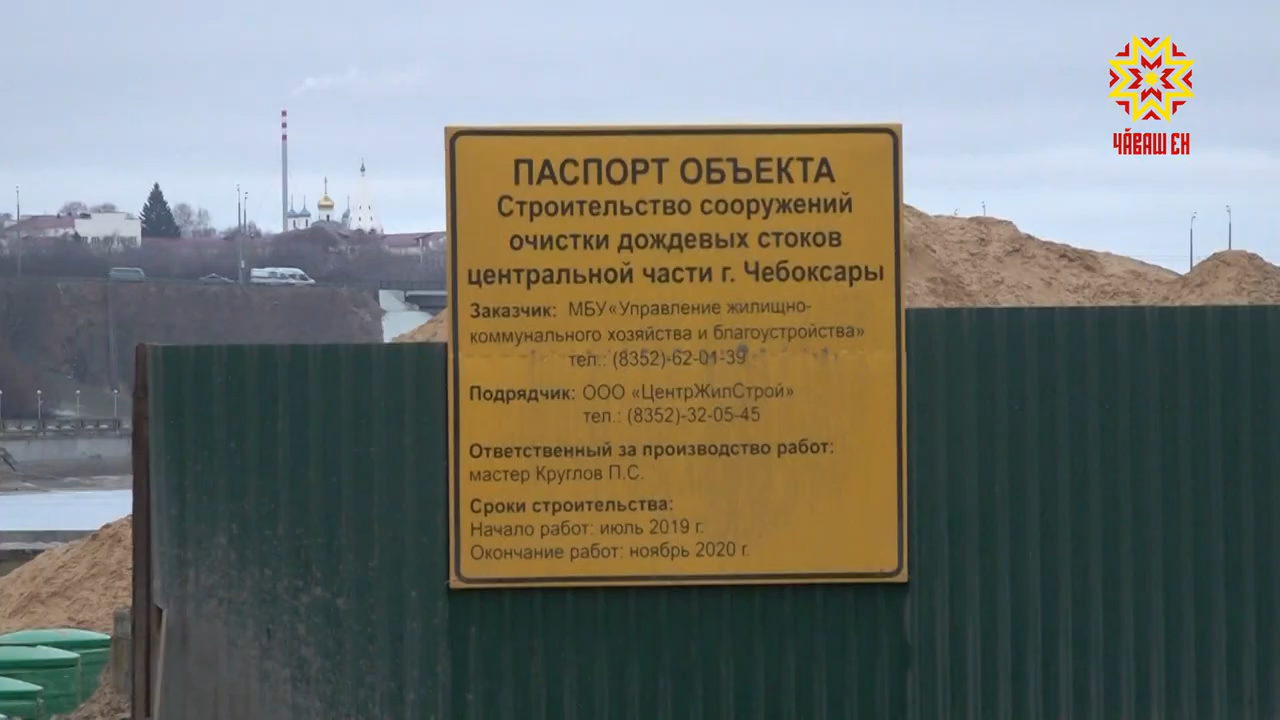 ЧӐВАШ ЕН
ПАСПОРТ ОБЪЕКТА
Строительство сооружений
очистки дождевых стоков
центральной части г. Чебоксары
Заказчик: МБУ«Управление жилищно-
коммунального хозяйства и благоустройства»
тел.: (8352)-62-01-39
Подрядчик: ООО «ЦентрЖилСтрой»
тел.: (8352)-32-05-45
Ответственный за производство работ:
мастер Круглов П.С.
Сроки строительства:
Начало работ: июль 2019 г.
Окончание работ: ноябрь 2020 г.